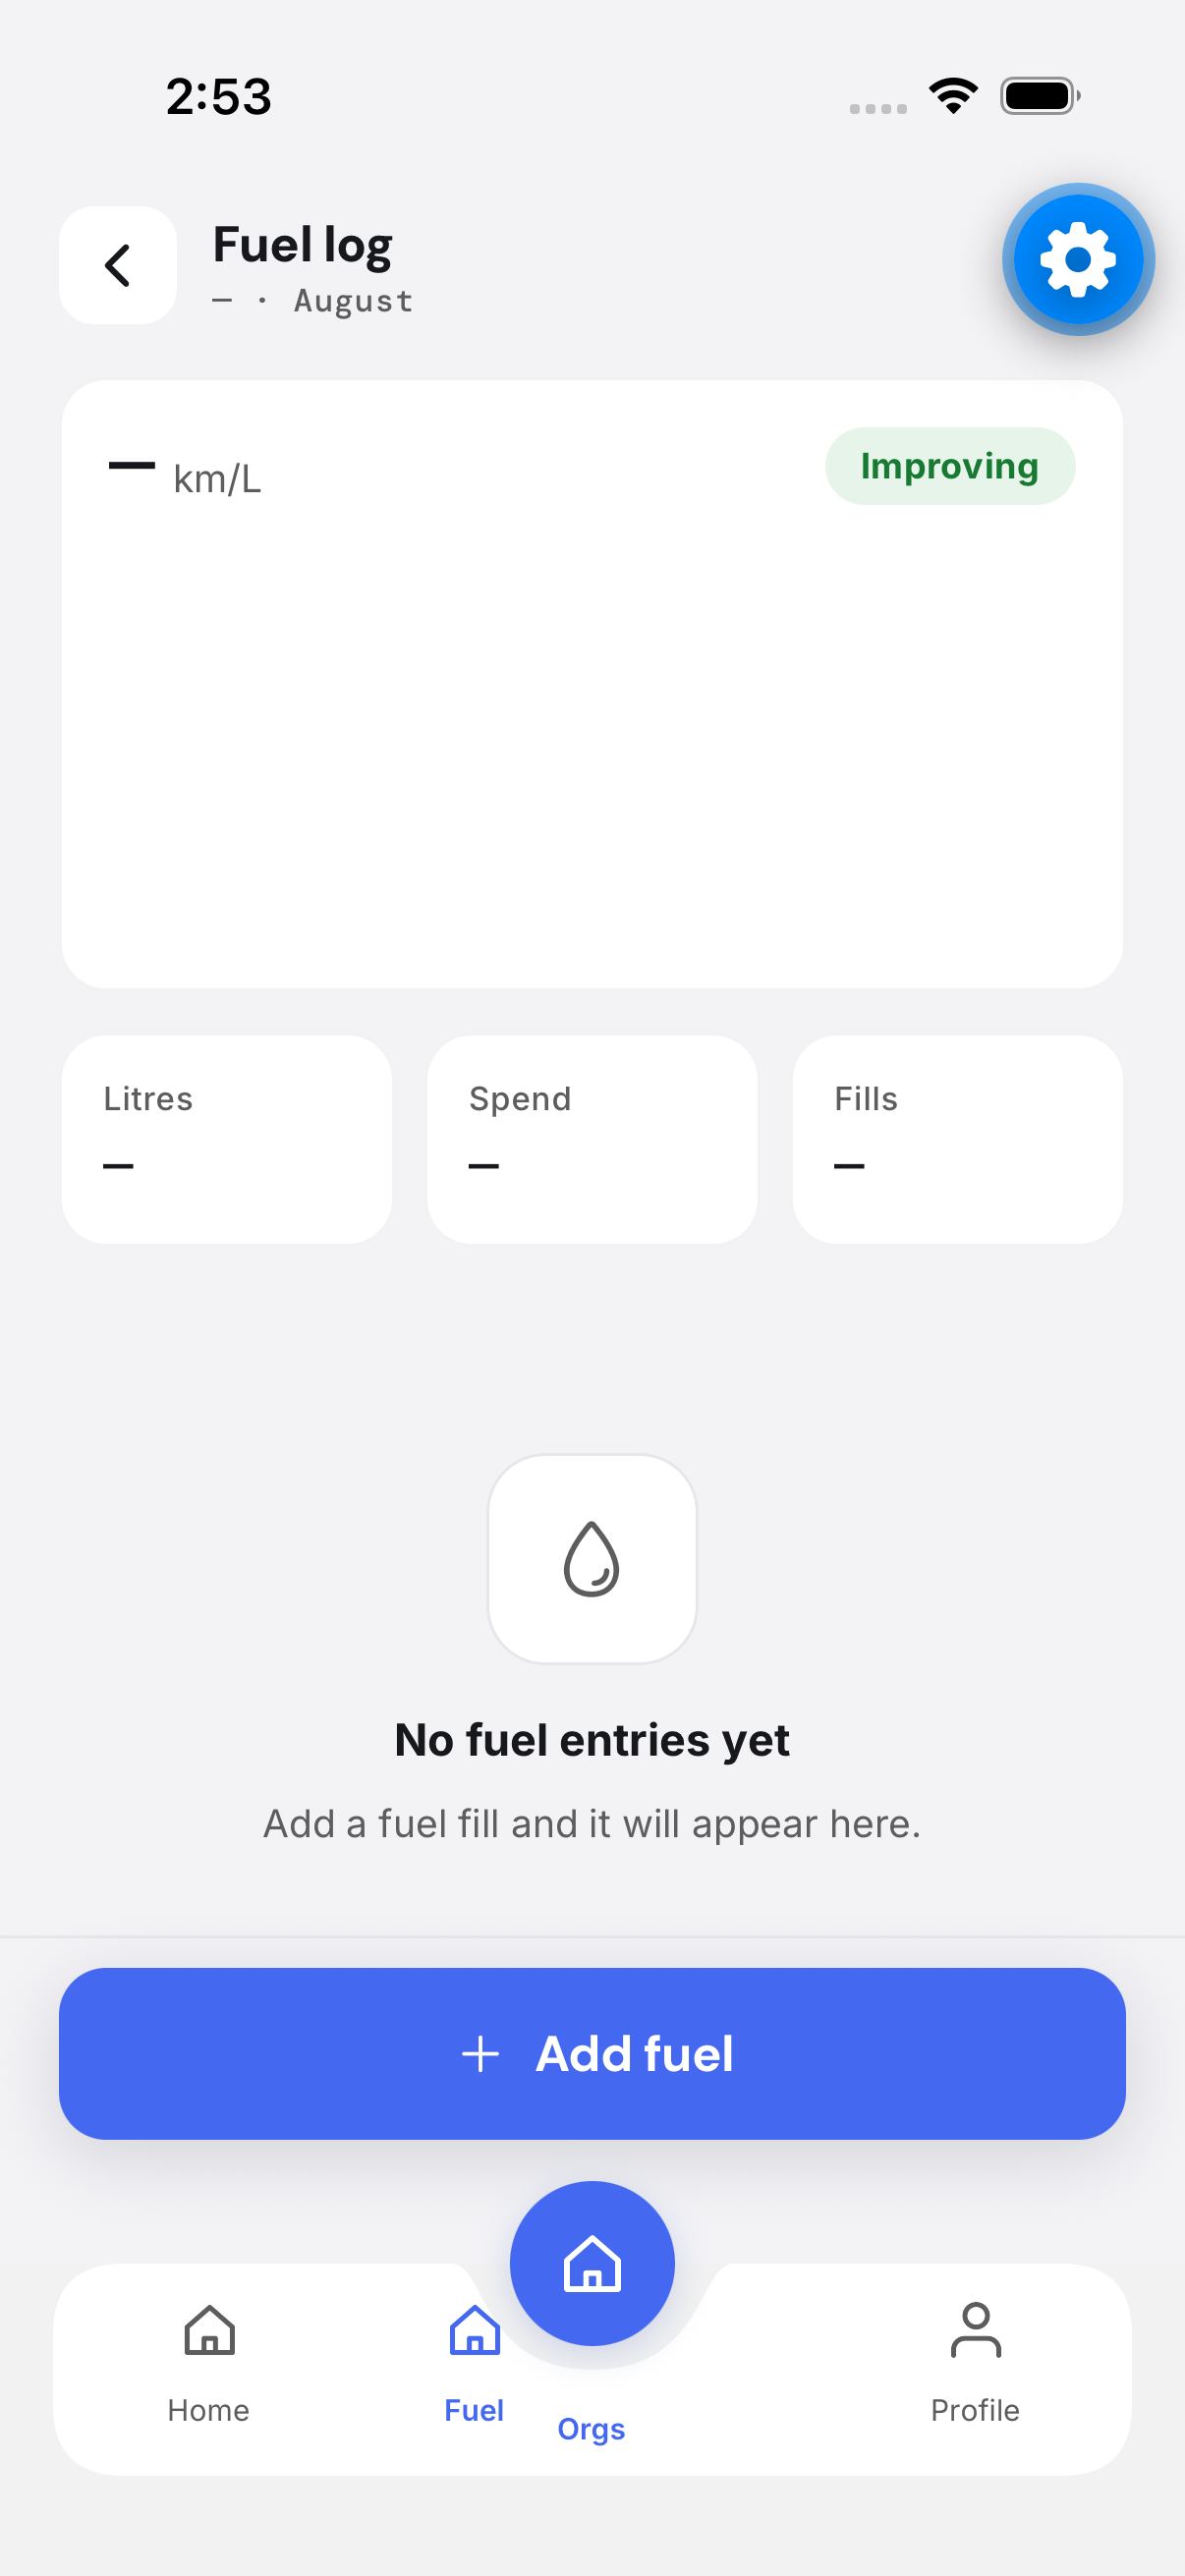 2:53
Fuel log
— · August
— km/L
Improving
Litres
—
Spend
—
Fills
—
No fuel entries yet
Add a fuel fill and it will appear here.
Add fuel
Home
Fuel
Orgs
Profile